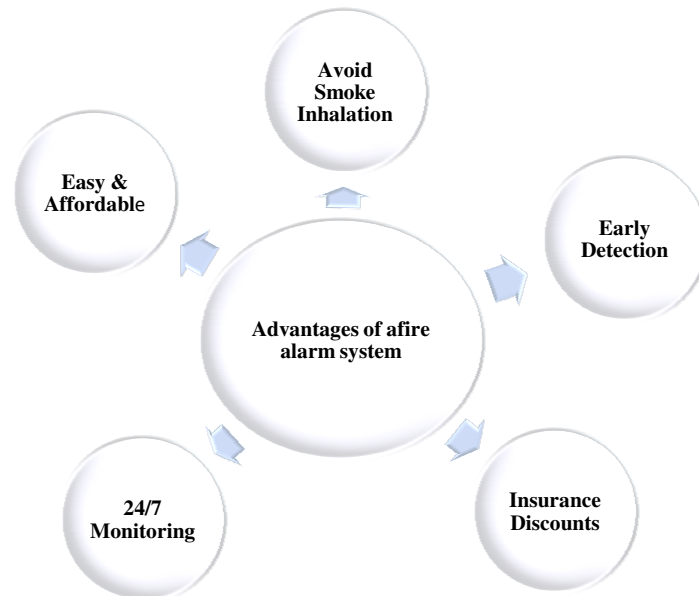 Avoid
Smoke
Inhalation
Easy &
Affordable
Early
Detection
Advantages of afire
alarm system
24/7
Monitoring
Insurance
Discounts